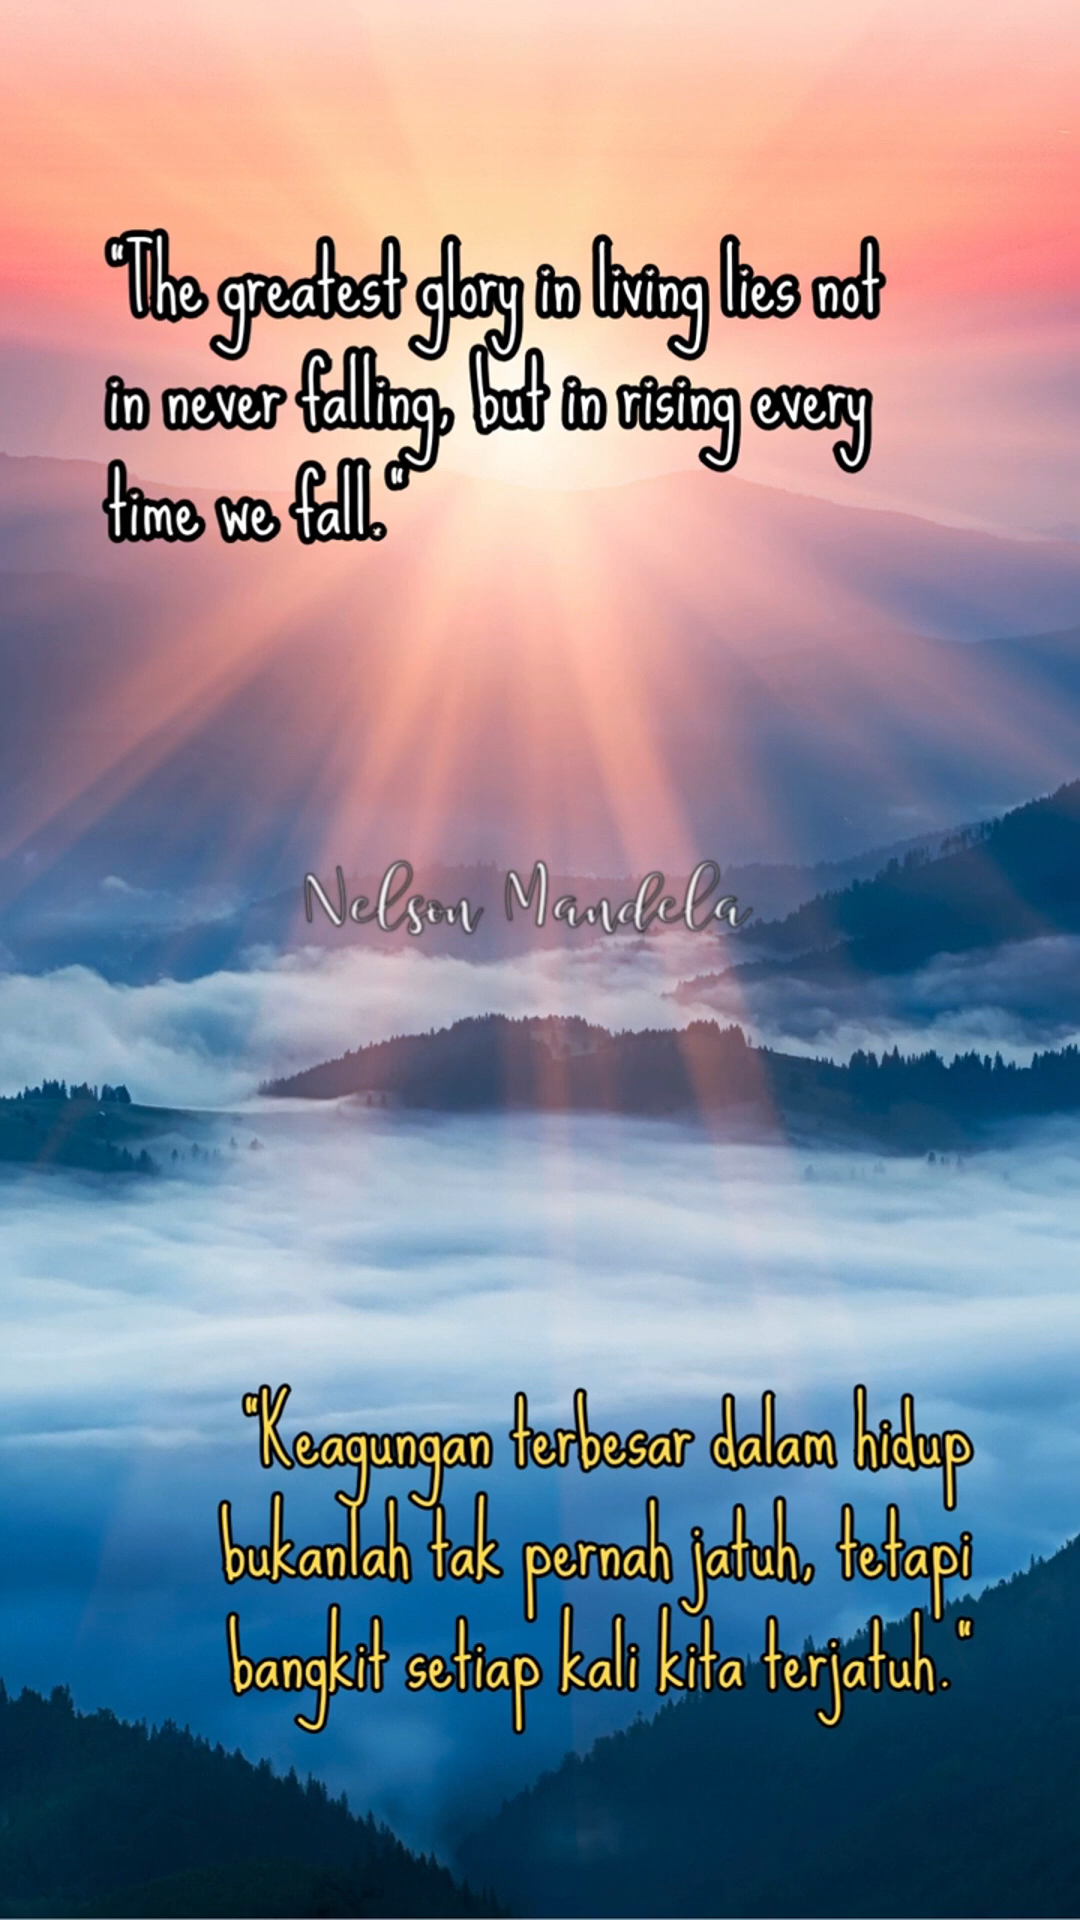 "The greatest glory in living lies not
in never falling, but in rising every
time we fall."
Nelson Mandela
"Keagungan terbesar dalam hidup
bukanlah tak pernah jatuh, tetapi
bangkit setiap kali kita terjatuh."